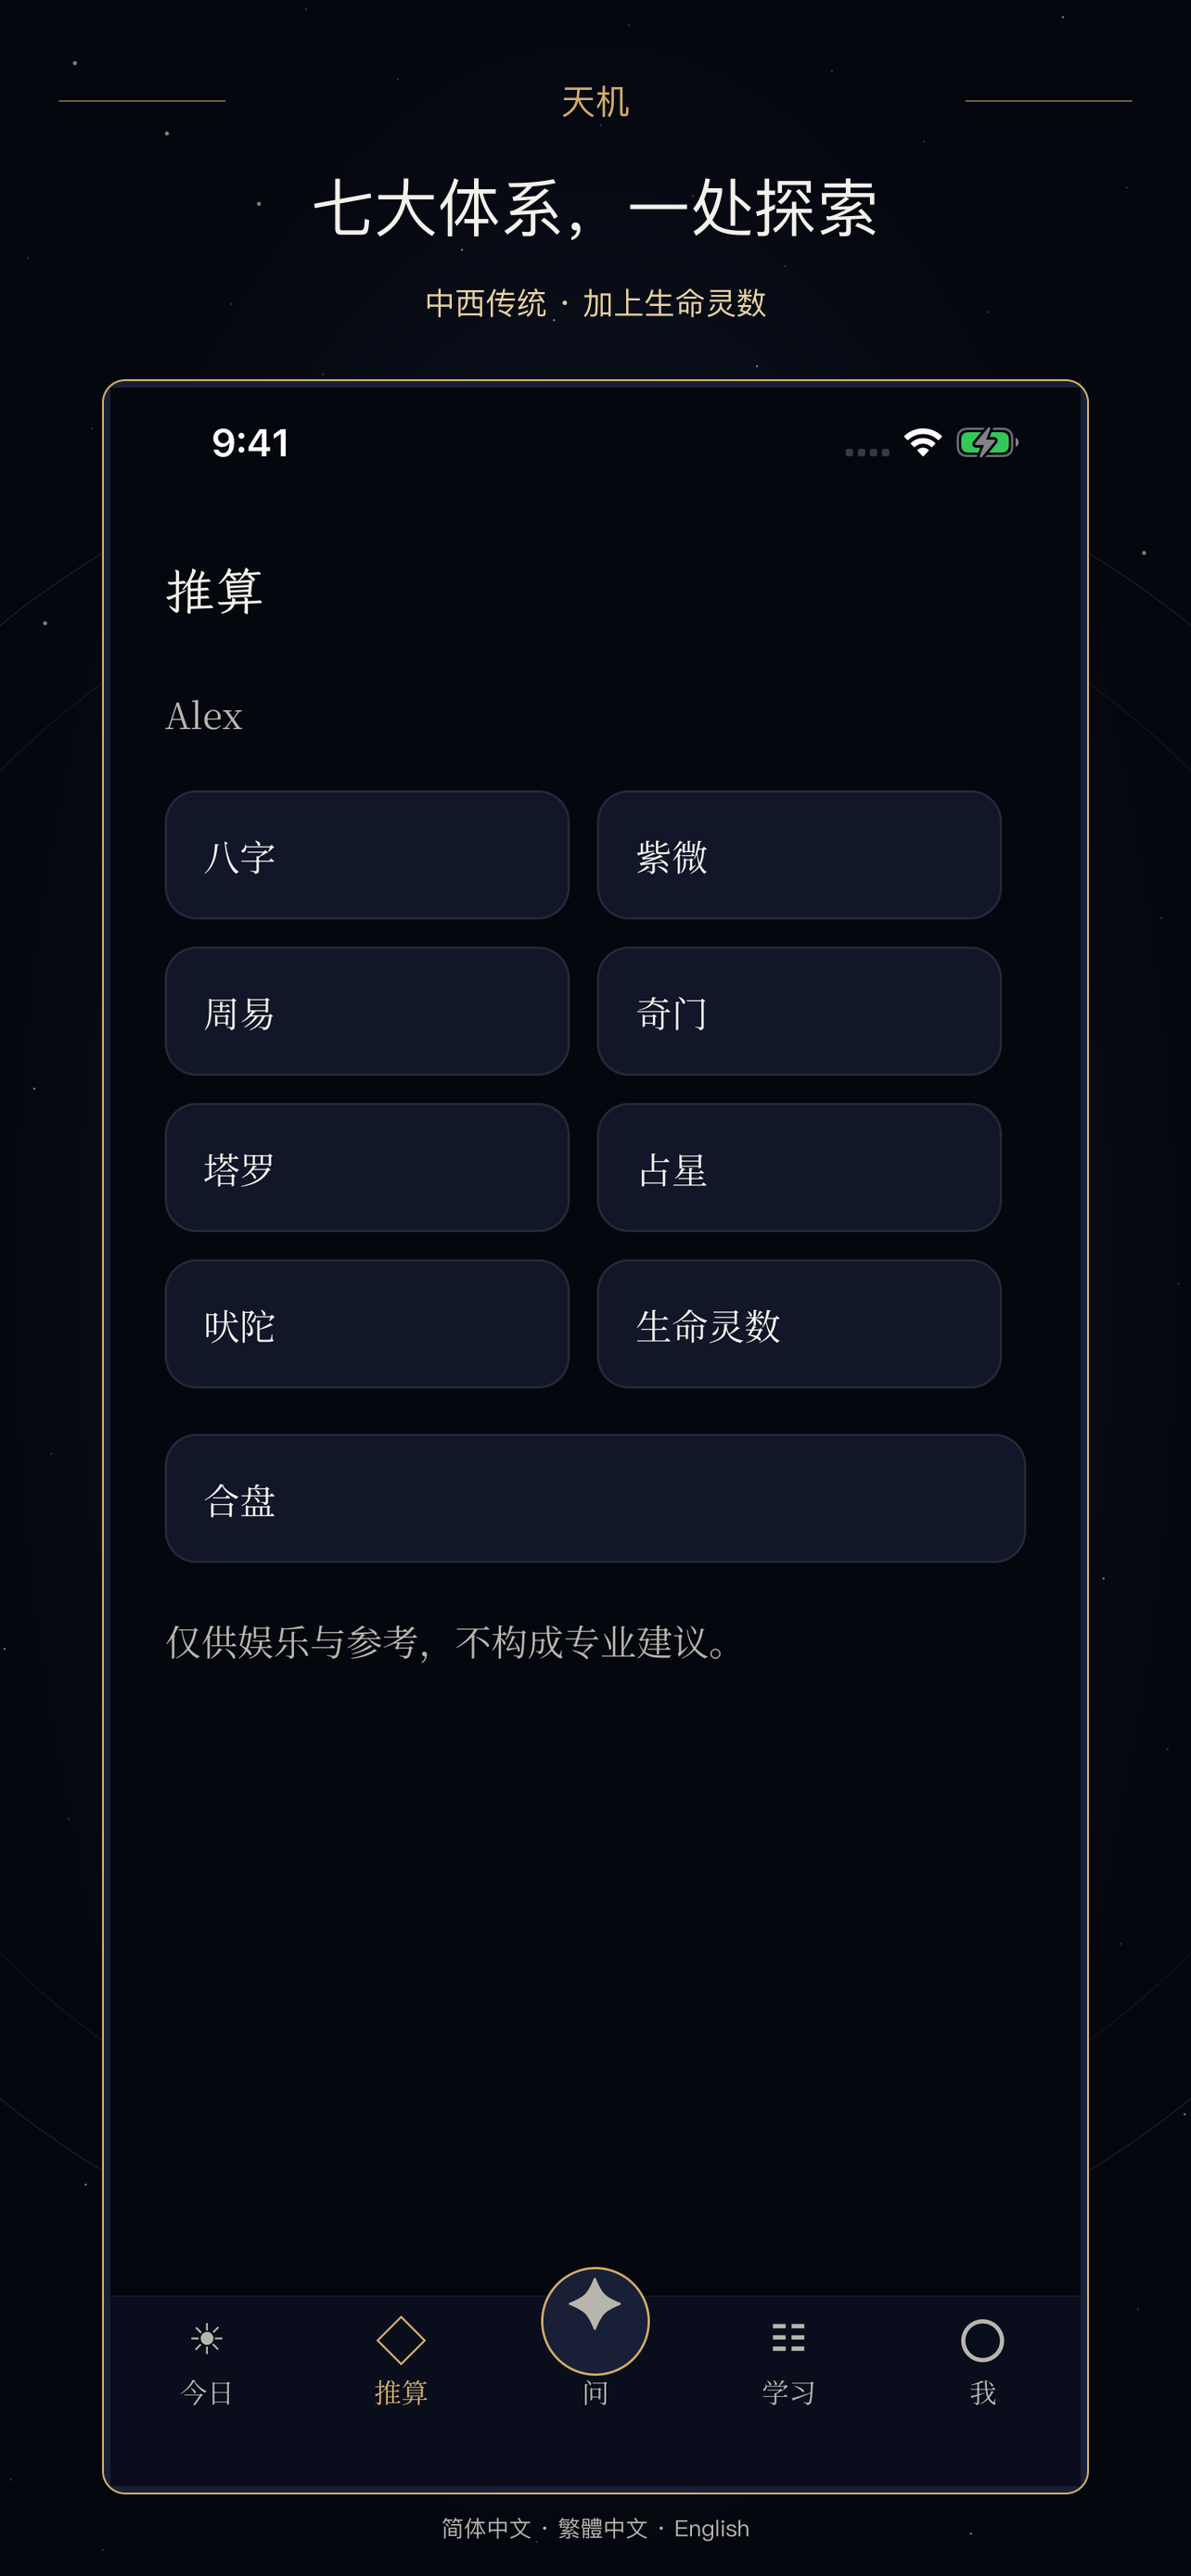 天机
七大体系，一处探索
中西传统 · 加上生命灵数
9:41
推算
Alex
八字
紫微
周易
奇门
塔罗
占星
吠陀
生命灵数
合盘
仅供娱乐与参考，不构成专业建议。
今日
推算
问
学习
我
简体中文 · 繁體中文 · English